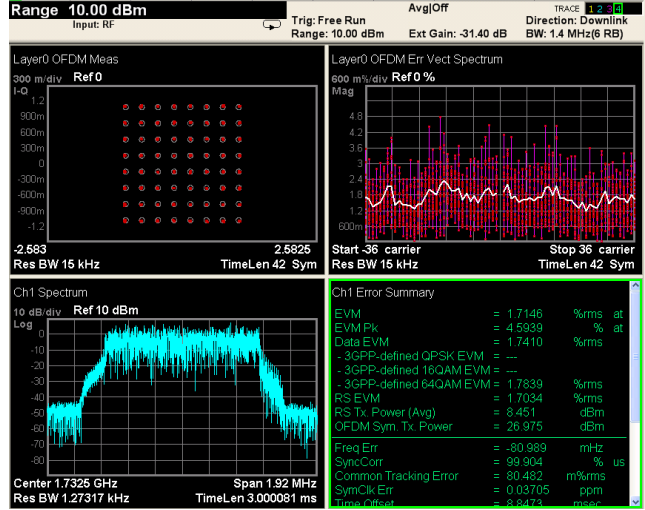 Range 10.00 dBm
Input: RF
Trig: Free Run
Range: 10.00 dBm
Avg|Off
Ext Gain: -31.40 dB
TRACE 1 2 3 4
Direction: Downlink
BW: 1.4 MHz(6 RB)
Layer0 OFDM Meas
300 m/div Ref 0
I-Q
1.2
900m
600m
300m
0
-300m
-600m
-900m
-1.2
-2.583 2.5825
Res BW 15 kHz TimeLen 42 Sym
Layer0 OFDM Err Vect Spectrum
600 m%/div Ref 0 %
Mag
4.8
4.2
3.6
3
2.4
1.8
1.2
600m
Start -36 carrier Stop 36 carrier
Res BW 15 kHz TimeLen 42 Sym
Ch1 Spectrum
10 dB/div Ref 10 dBm
Log
0
-10
-20
-30
-40
-50
-60
-70
-80
Center 1.7325 GHz Span 1.92 MHz
Res BW 1.27317 kHz TimeLen 3.000081 ms
Ch1 Error Summary
EVM = 1.7146 %rms at
EVM Pk = 4.5939 % at
Data EVM = 1.7410 %rms
- 3GPP-defined QPSK EVM = ---
- 3GPP-defined 16QAM EVM = ---
- 3GPP-defined 64QAM EVM = 1.7839 %rms
RS EVM = 1.7034 %rms
RS Tx. Power (Avg) = 8.451 dBm
OFDM Sym. Tx. Power = 26.975 dBm
Freq Err = -80.989 mHz
SyncCorr = 99.904 % us
Common Tracking Error = 80.482 m%rms
SymClk Err = 0.03705 ppm
Time Offset = 8.8473 msec